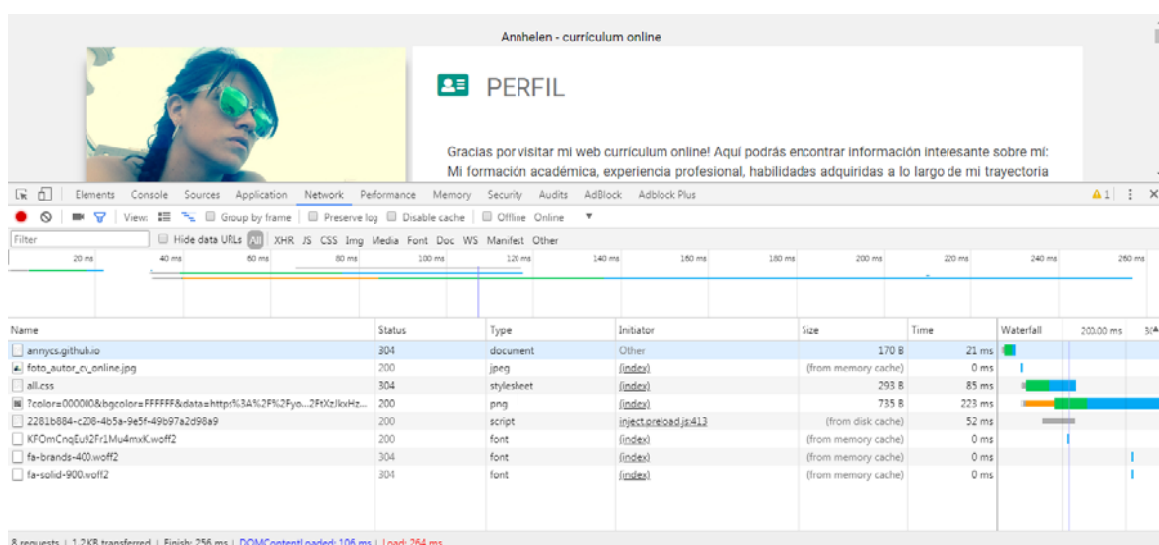 Annhelen - currículum online
PERFIL
Gracias por visitar mi web currículum online! Aquí podrás encontrar información interesante sobre mí:
Mi formación académica, experiencia profesional, habilidades adquiridas a lo largo de mi trayectoria
Elements Console Sources Application Network Performance Memory Security Audits AdBlock Adblock Plus 1
View: Group by frame Preserve log Disable cache Offline Online
Filter Hide data URLs All XHR JS CSS Img Media Font Doc WS Manifest Other
20 ms 40 ms 60 ms 80 ms 100 ms 120 ms 140 ms 160 ms 180 ms 200 ms 220 ms 240 ms 260 ms
Name Status Type Initiator Size Time Waterfall 200.00 ms
annycs.github.io 304 document Other 170 B 21 ms
foto_autor_cv_online.jpg 200 jpeg (index) (from memory cache) 0 ms
all.css 304 stylesheet (index) 293 B 85 ms
?color=000000&bgcolor=FFFFFF&data=https%3A%2F%2Fyo...2FtXzJkxHz... 200 png (index) 735 B 223 ms
200 script inject.preload.js:413 (from disk cache) 52 ms
KFOmCnqEu92Fr1Mu4mxK.woff2 200 font (index) (from memory cache) 0 ms
fa-brands-400.woff2 304 font (index) (from memory cache) 0 ms
fa-solid-900.woff2 304 font (index) (from memory cache) 0 ms
8 requests | 1.2KB transferred | Finish: 256 ms | DOMContentLoaded: 106 ms | Load: 264 ms